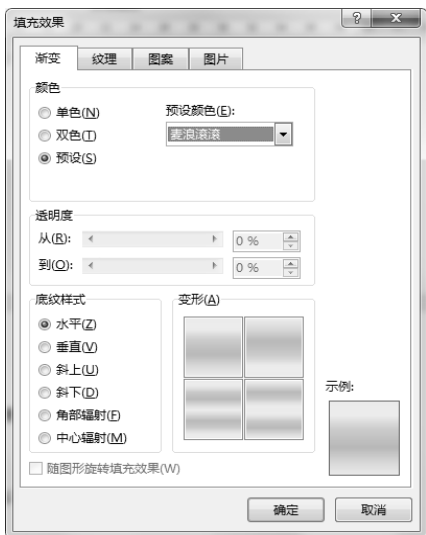 填充效果
渐变 纹理 图案 图片
颜色
单色(N) 预设颜色(E):
双色(T) 麦浪滚滚
预设(S)
透明度
从(R): 0 %
到(O): 0 %
底纹样式 变形(A)
水平(Z)
垂直(V)
斜上(U)
斜下(D) 示例:
角部辐射(F)
中心辐射(M)
随图形旋转填充效果(W)
确定 取消